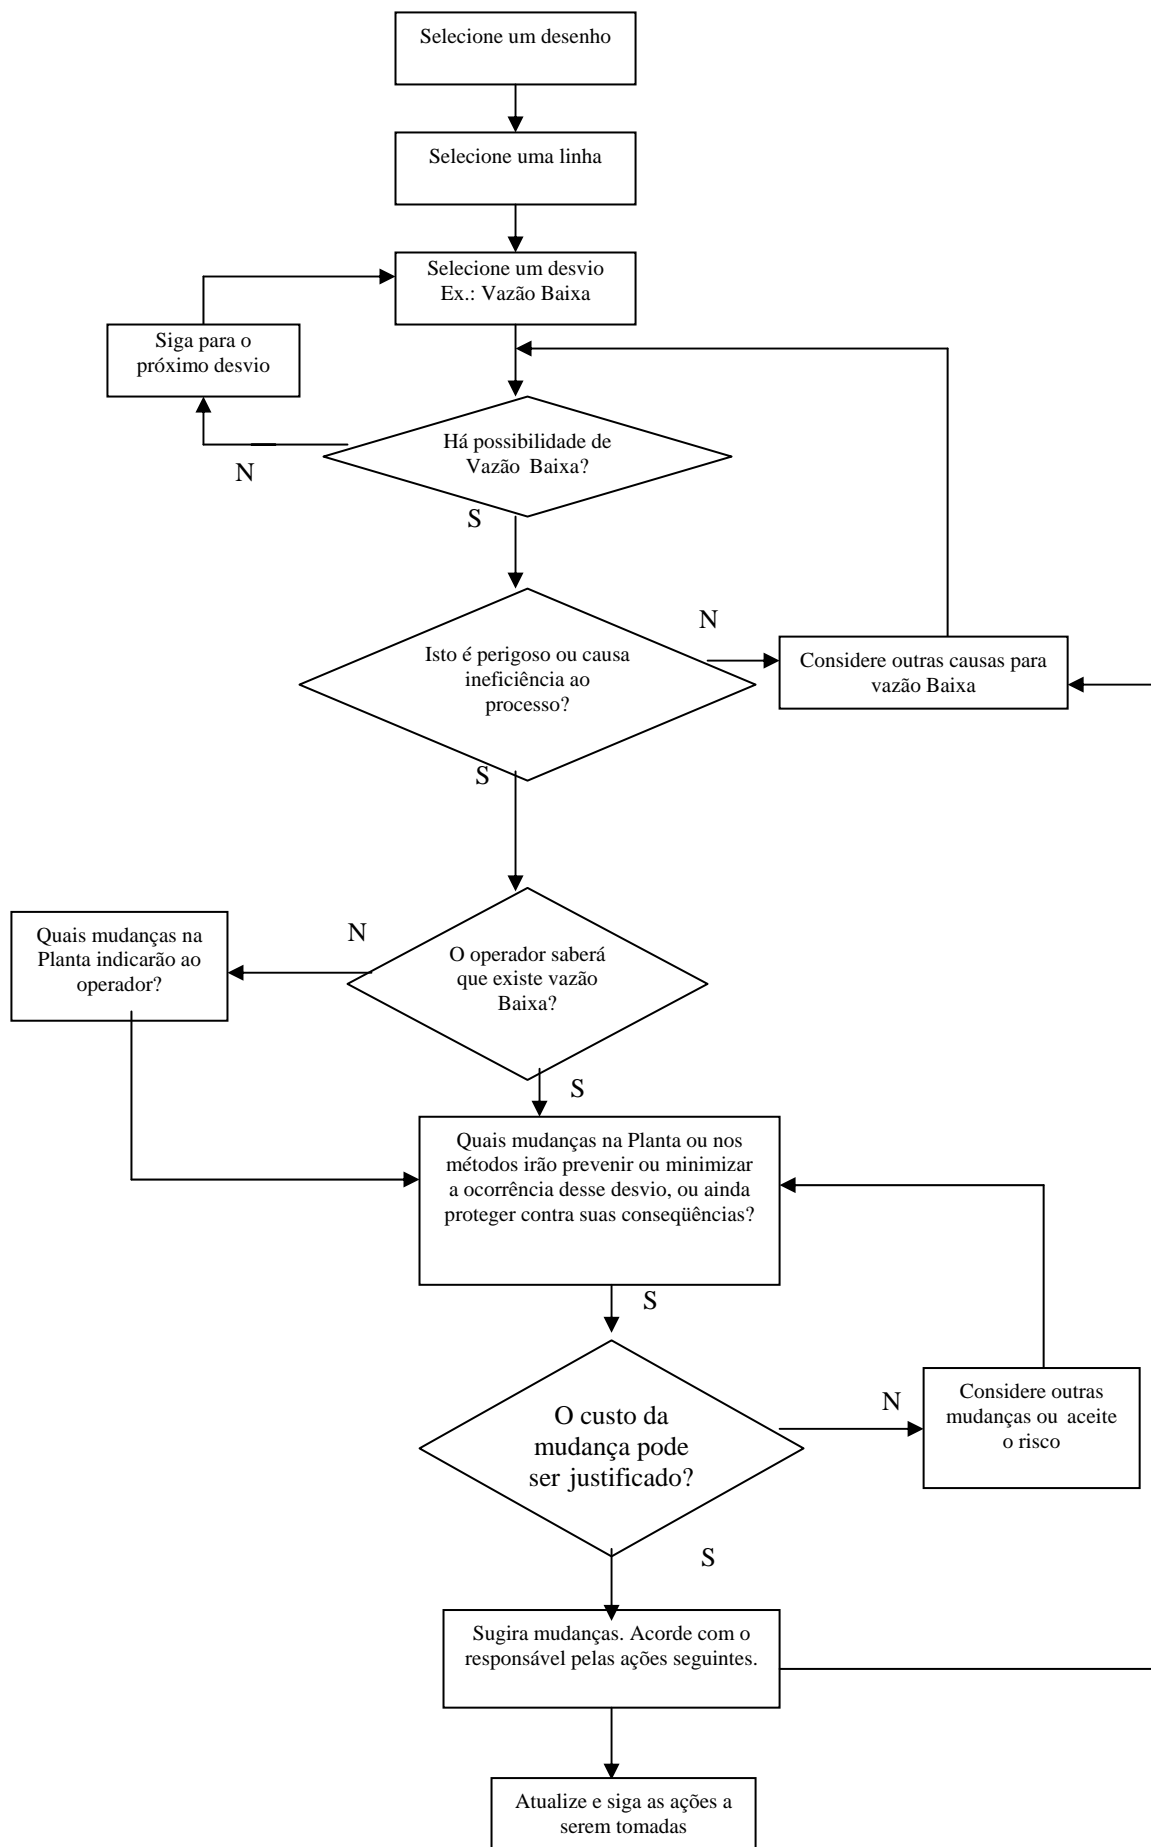 Selecione um desenho
Selecione uma linha
Selecione um desvio
Ex.: Vazão Baixa
Siga para o
próximo desvio
Há possibilidade de
Vazão Baixa?
N
S
N
Isto é perigoso ou causa
ineficiência ao
processo?
Considere outras causas para
vazão Baixa
S
Quais mudanças na
Planta indicarão ao
operador?
N
O operador saberá
que existe vazão
Baixa?
S
Quais mudanças na Planta ou nos
métodos irão prevenir ou minimizar
a ocorrência desse desvio, ou ainda
proteger contra suas conseqüências?
S
O custo da
mudança pode
ser justificado?
N
Considere outras
mudanças ou aceite
o risco
S
Sugira mudanças. Acorde com o
responsável pelas ações seguintes.
Atualize e siga as ações a
serem tomadas